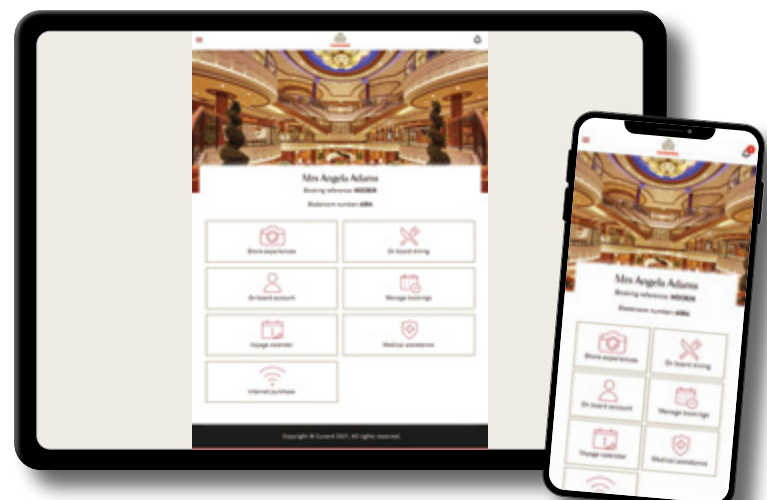 Mrs Angela Adams
Booking reference:
Stateroom number:
Shore experiences
On board dining
On board account
Manage bookings
Voyage calendar
Medical assistance
Internet purchase
Copyright © Cunard 2021. All rights reserved.
Mrs Angela Adams
Booking reference:
Stateroom number:
Shore experiences
On board dining
On board account
Manage bookings
Voyage calendar
Medical assistance